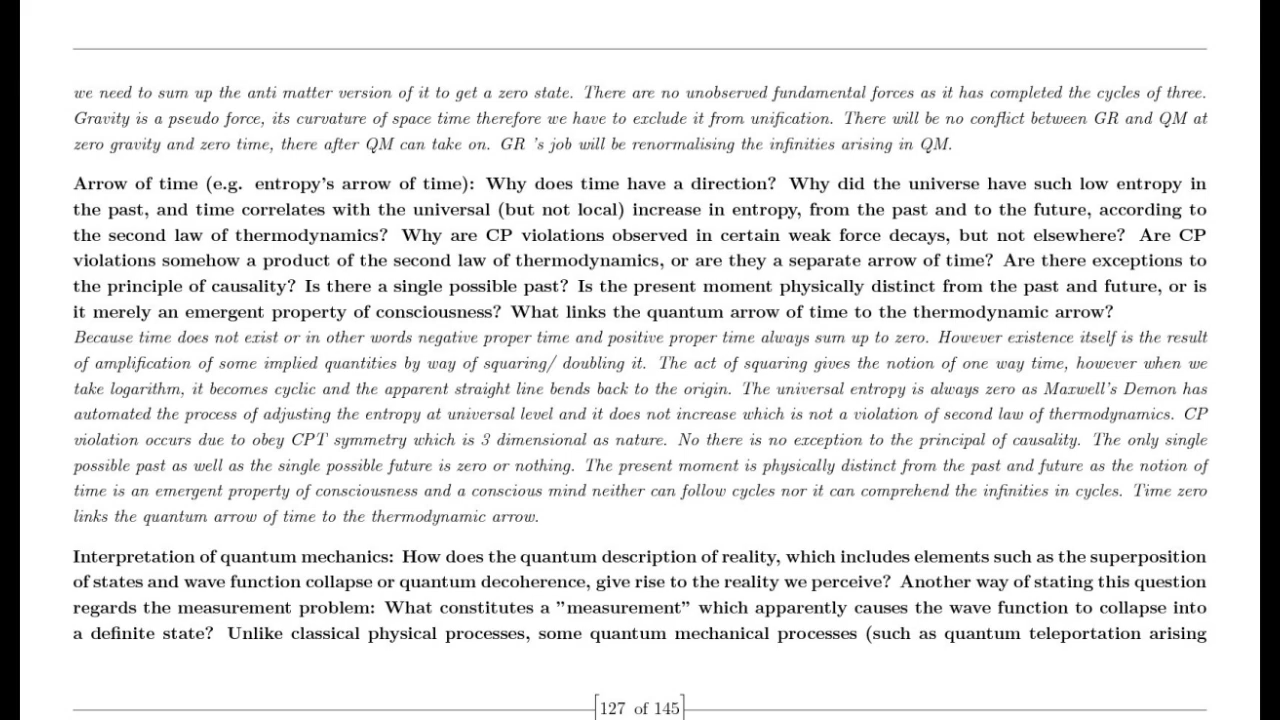 we need to sum up the anti matter version of it to get a zero state. There are no unobserved fundamental forces as it has completed the cycles of three.
Gravity is a pseudo force, its curvature of space time therefore we have to exclude it from unification. There will be no conflict between GR and QM at
zero gravity and zero time, there after QM can take on. GR 's job will be renormalising the infinities arising in QM.
Arrow of time (e.g. entropy's arrow of time): Why does time have a direction? Why did the universe have such low entropy in
the past, and time correlates with the universal (but not local) increase in entropy, from the past and to the future, according to
the second law of thermodynamics? Why are CP violations observed in certain weak force decays, but not elsewhere? Are CP
violations somehow a product of the second law of thermodynamics, or are they a separate arrow of time? Are there exceptions to
the principle of causality? Is there a single possible past? Is the present moment physically distinct from the past and future, or is
it merely an emergent property of consciousness? What links the quantum arrow of time to the thermodynamic arrow?
Because time does not exist or in other words negative proper time and positive proper time always sum up to zero. However existence itself is the result
of amplification of some implied quantities by way of squaring/ doubling it. The act of squaring gives the notion of one way time, however when we
take logarithm, it becomes cyclic and the apparent straight line bends back to the origin. The universal entropy is always zero as Maxwell's Demon has
automated the process of adjusting the entropy at universal level and it does not increase which is not a violation of second law of thermodynamics. CP
violation occurs due to obey CPT symmetry which is 3 dimensional as nature. No there is no exception to the principal of causality. The only single
possible past as well as the single possible future is zero or nothing. The present moment is physically distinct from the past and future as the notion of
time is an emergent property of consciousness and a conscious mind neither can follow cycles nor it can comprehend the infinities in cycles. Time zero
links the quantum arrow of time to the thermodynamic arrow.
Interpretation of quantum mechanics: How does the quantum description of reality, which includes elements such as the superposition
of states and wave function collapse or quantum decoherence, give rise to the reality we perceive? Another way of stating this question
regards the measurement problem: What constitutes a "measurement" which apparently causes the wave function to collapse into
a definite state? Unlike classical physical processes, some quantum mechanical processes (such as quantum teleportation arising
127 of 145